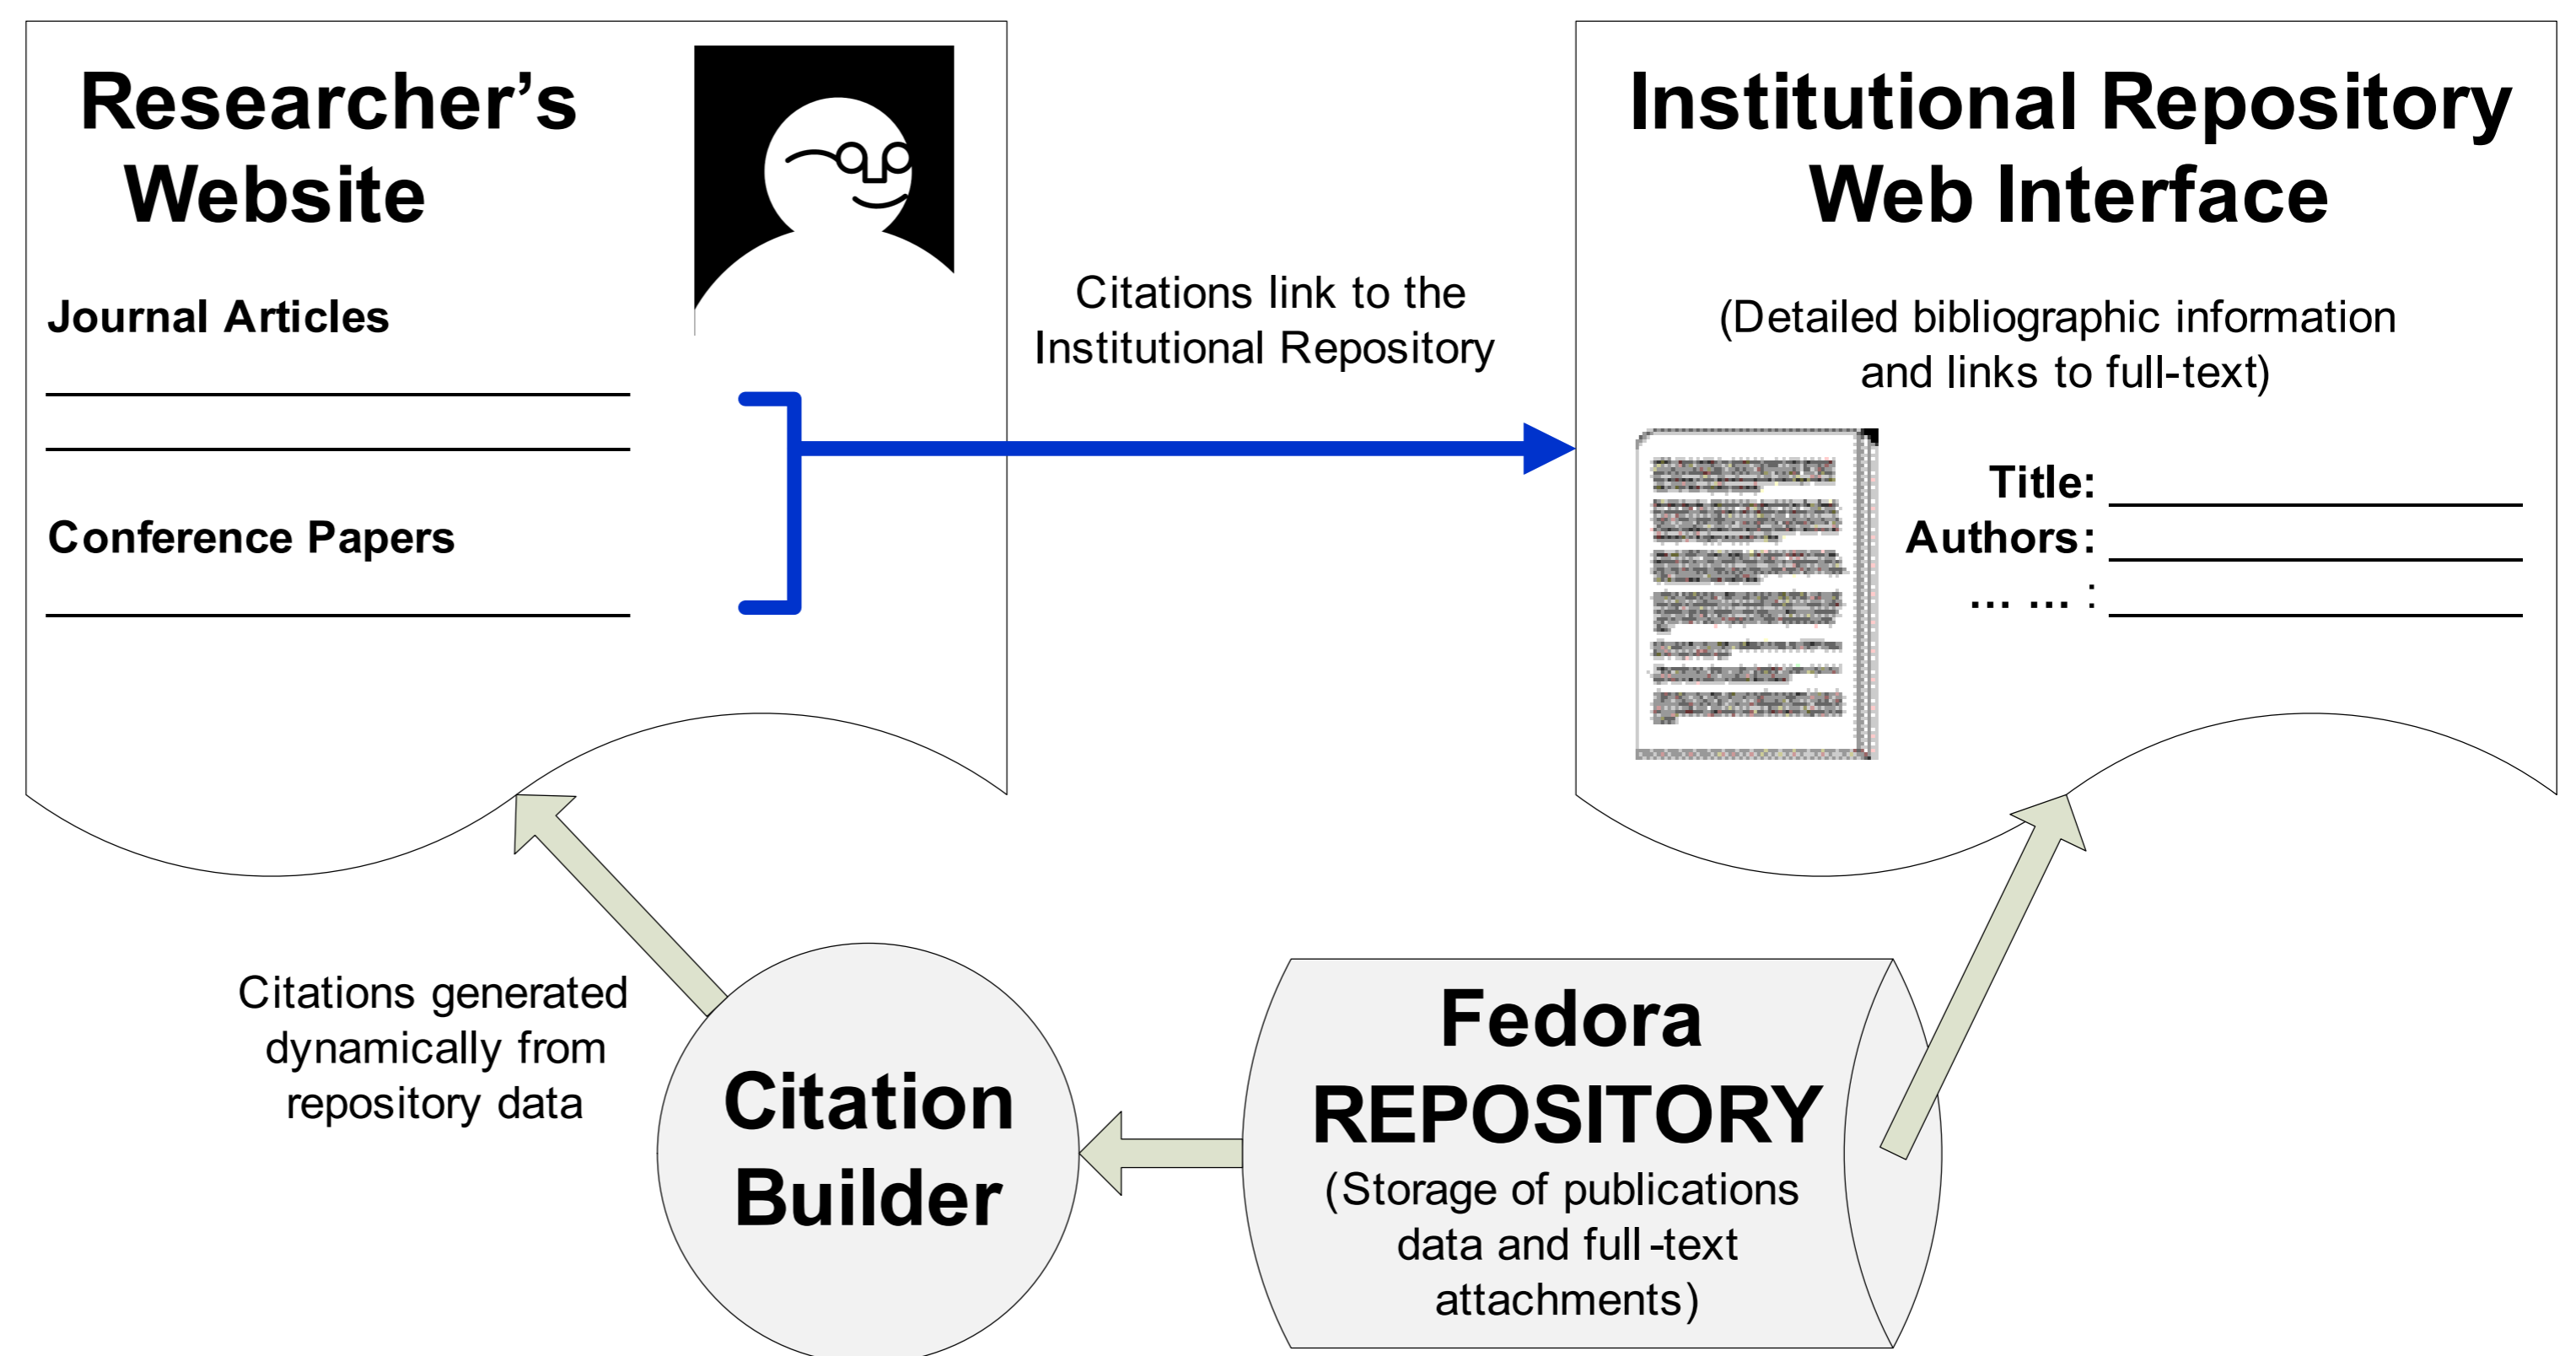 Researcher's
Website
Journal Articles
Conference Papers
Citations link to the
Institutional Repository
Institutional Repository
Web Interface
(Detailed bibliographic information
and links to full-text)
Title:
Authors:
... ... :
Citations generated
dynamically from
repository data
Citation
Builder
Fedora
REPOSITORY
(Storage of publications
data and full-text
attachments)